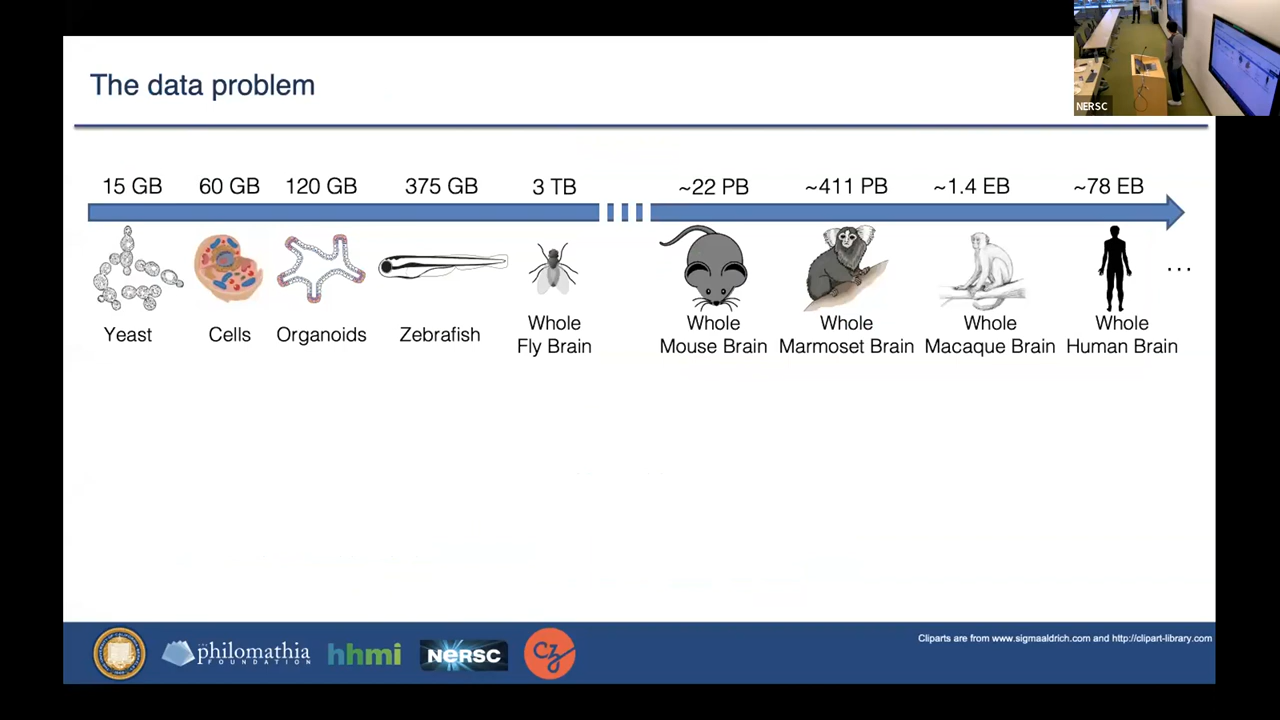 The data problem
NERSC
15 GB
60 GB
120 GB
375 GB
3 TB
~22 PB
~411 PB
~1.4 EB
~78 EB
Yeast
Cells
Organoids
Zebrafish
Whole
Fly Brain
Whole
Mouse Brain
Whole
Marmoset Brain
Whole
Macaque Brain
Whole
Human Brain
...
philomathia
FOUNDATION
hhmi
NERSC
CZ
Cliparts are from www.sigmaaldrich.com and http://clipart-library.com